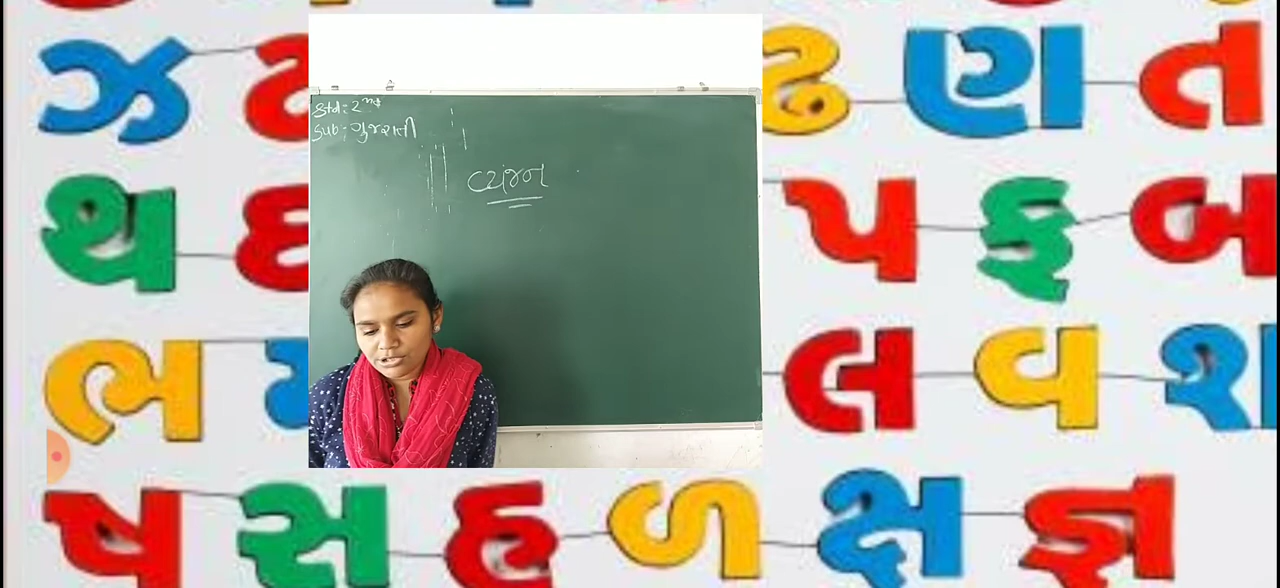 ઝ ટ ઢ ણ ત
Std: 2nd
Sub: ગુજરાતી
વ્યંજન
થ દ પ ફ બ
ભ લ વ શ
ષ સ હ ળ ક્ષ જ્ઞ